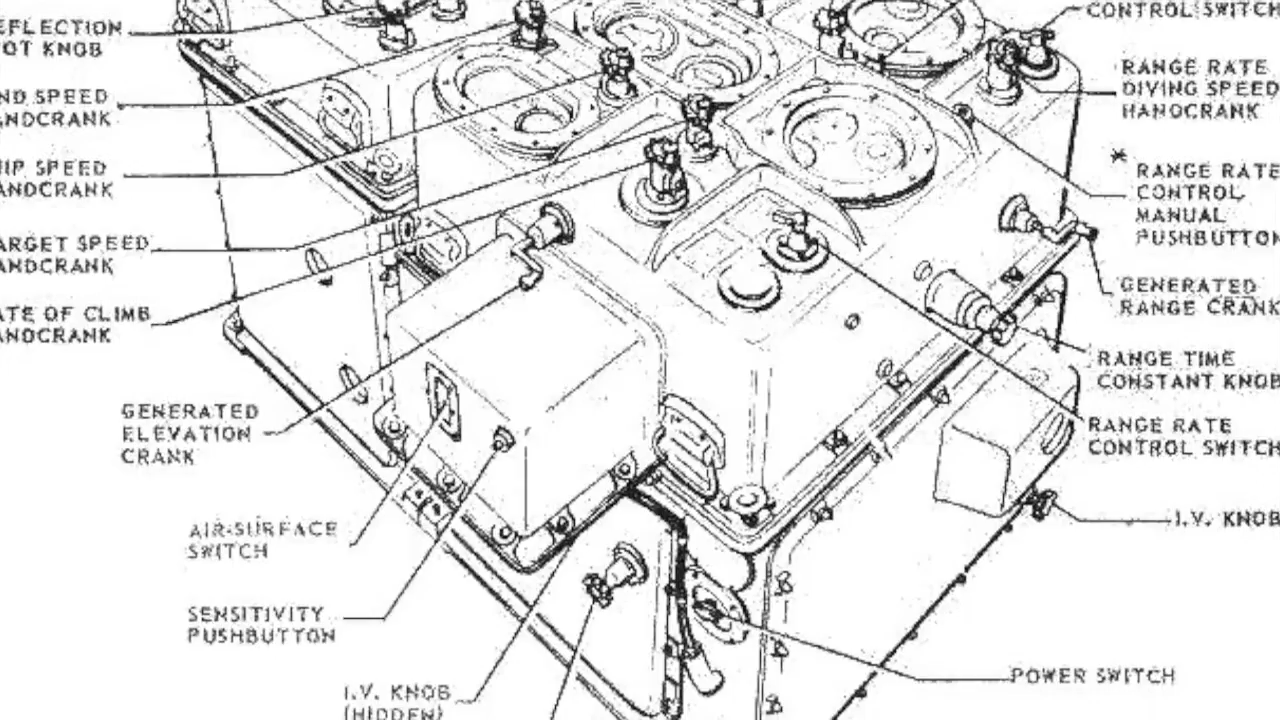 EFLECTION
OT KNOB
ND SPEED
ANDCRANK
HIP SPEED
ANDCRANK
ARGET SPEED
ANDCRANK
ATE OF CLIMB
ANDCRANK
GENERATED
ELEVATION
CRANK
AIR-SURFACE
SWITCH
SENSITIVITY
PUSHBUTTON
I.V. KNOB
(HIDDEN)
CONTROL SWITCH
RANGE RATE
DIVING SPEED
HANDCRANK
* RANGE RATE
CONTROL
MANUAL
PUSHBUTTON
GENERATED
RANGE CRANK
RANGE TIME
CONSTANT KNOB
RANGE RATE
CONTROL SWITCH
I.V. KNOB
POWER SWITCH